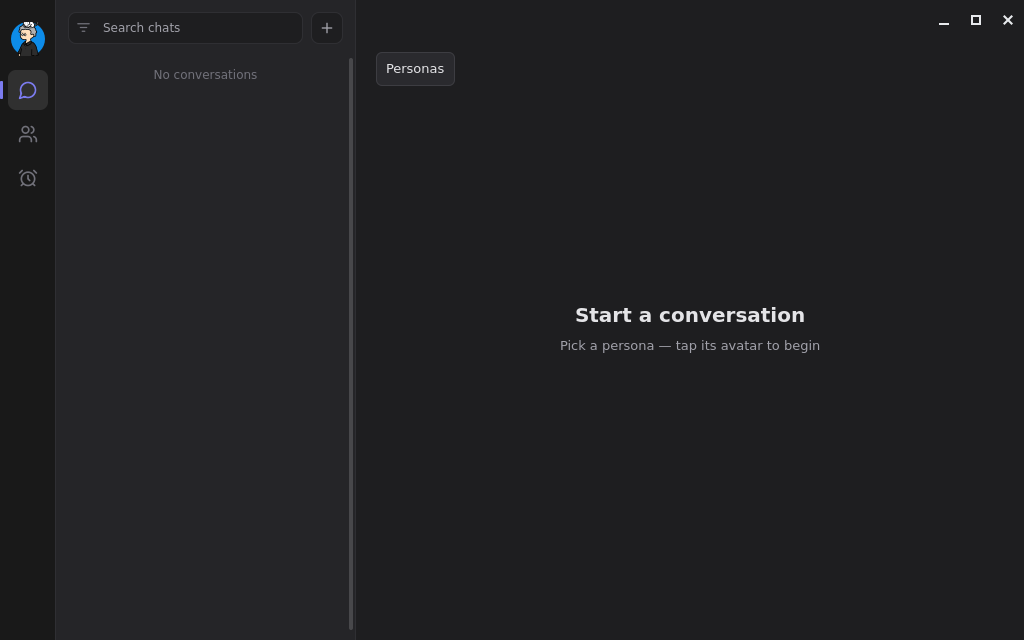 Search chats
No conversations
Personas
Start a conversation
Pick a persona — tap its avatar to begin